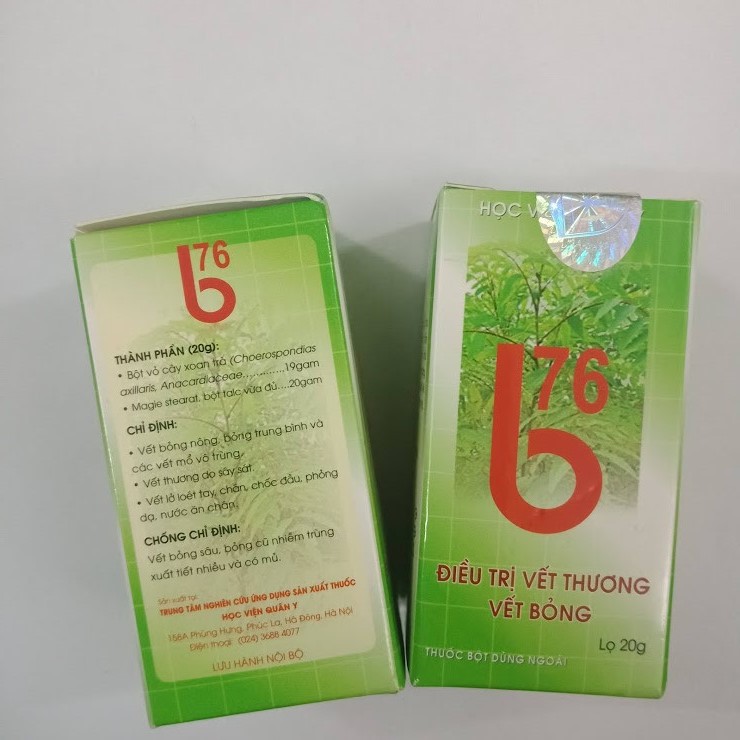 b76
THÀNH PHẦN (20g):
• Bột vỏ cây xoan trà (Choerospondias
axillaris, Anacardiaceae............19gam
• Magie stearat, bột talc vừa đủ....20gam
CHỈ ĐỊNH:
• Vết bỏng nông, bỏng trung bình và
các vết mổ vô trùng.
• Vết thương do sây sát.
• Vết lở loét tay, chân, chốc đầu, phỏng
dạ, nước ăn chân.
CHỐNG CHỈ ĐỊNH:
Vết bỏng sâu, bỏng cũ nhiễm trùng
xuất tiết nhiều và có mủ.
Sản xuất tại:
TRUNG TÂM NGHIÊN CỨU ỨNG DỤNG SẢN XUẤT THUỐC
HỌC VIỆN QUÂN Y
158A Phùng Hưng, Phúc La, Hà Đông, Hà Nội
Điện thoại: (024) 3688 4077
LƯU HÀNH NỘI BỘ
HỌC
b76
ĐIỀU TRỊ VẾT THƯƠNG
VẾT BỎNG
Lọ 20g
THUỐC BỘT DÙNG NGOÀI